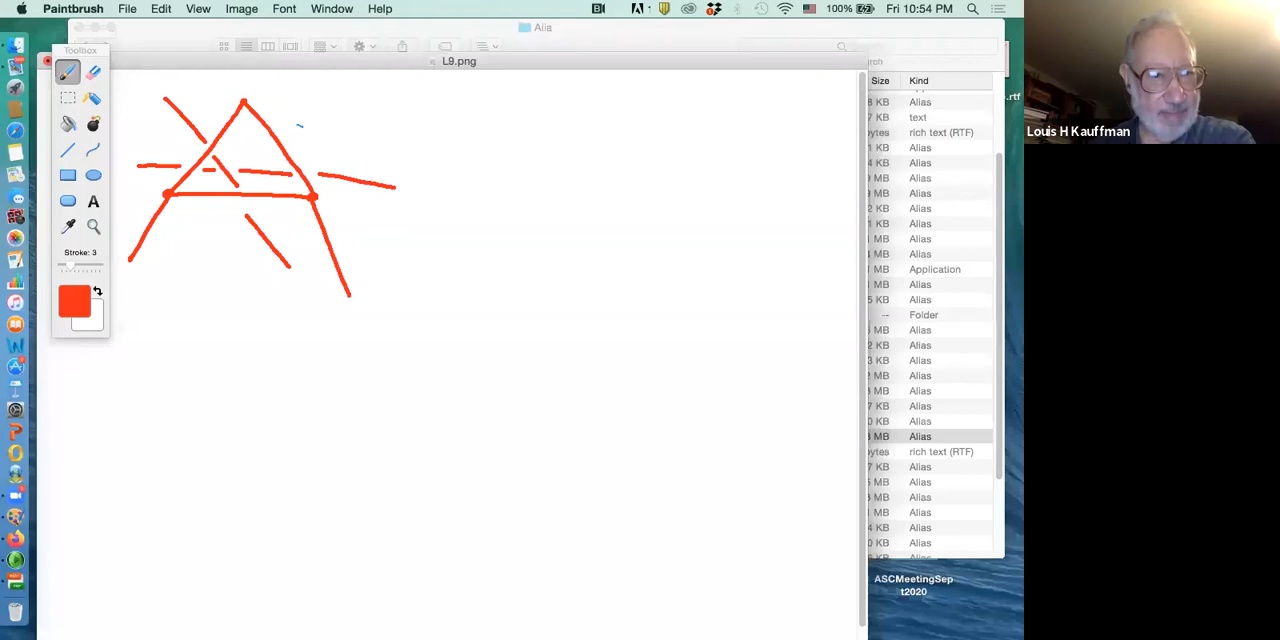 Paintbrush File Edit View Image Font Window Help 100% Fri 10:54 PM
Alia
Toolbox
L9.png
Size Kind
Alias
text
rich text (RTF)
Alias
Alias
Alias
Alias
Alias
Alias
Alias
Alias
Application
Alias
Alias
-- Folder
Alias
Alias
Alias
Alias
Alias
Alias
Alias
Alias
rich text (RTF)
Alias
Alias
Alias
Alias
Alias
Alias
Alias
Stroke: 3
Louis H Kauffman
ASCMeetingSep
t2020